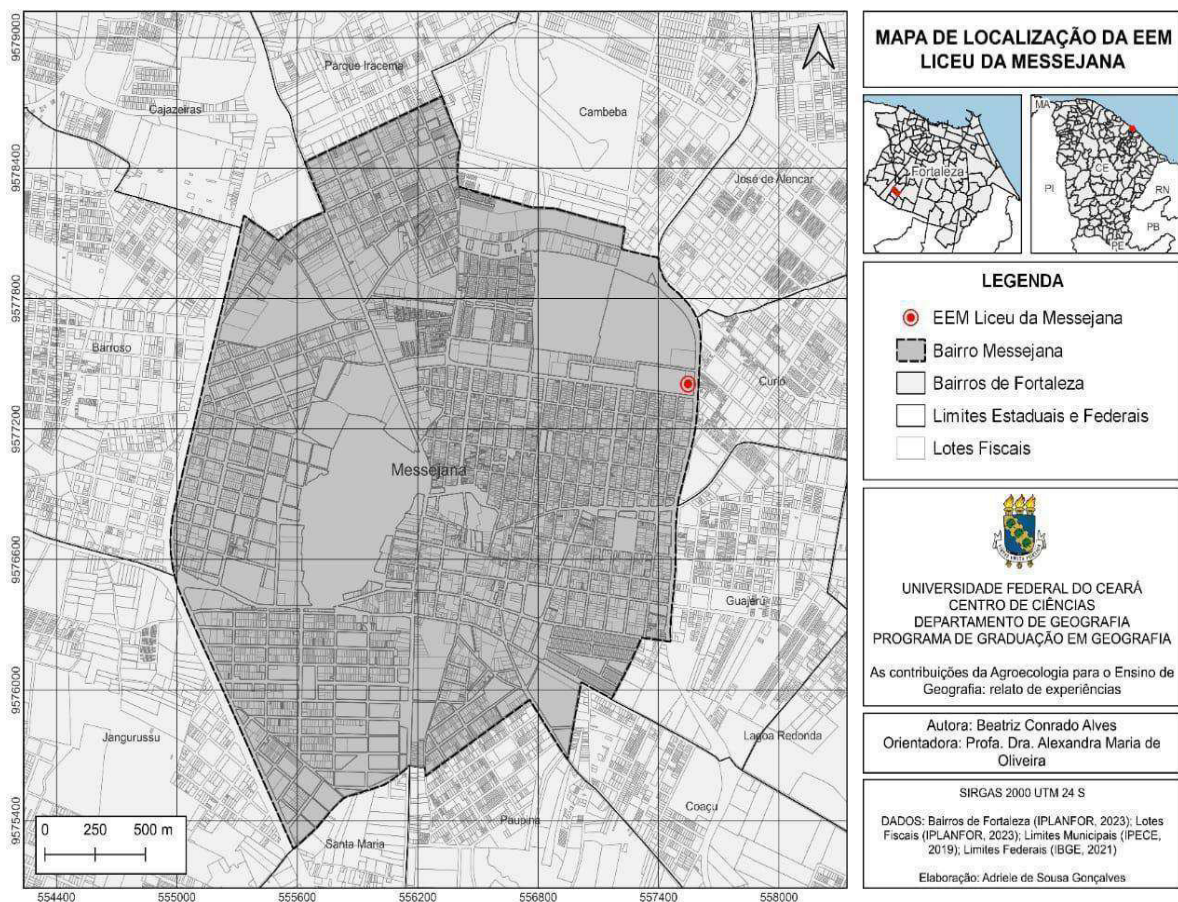 9579000
9578400
9577800
9577200
9576600
9576000
9575400
Parque Iracema
Cajazeiras
Cambeba
José de Alencar
Barroso
Curió
Messejana
Guajerú
Jangurussu
Lagoa Redonda
Coaçu
Paupina
Santa Maria
0 250 500 m
554400 555000 555600 556200 556800 557400 558000
MAPA DE LOCALIZAÇÃO DA EEM
LICEU DA MESSEJANA
Fortaleza
MA
CE
PI
RN
PB
PE
LEGENDA
EEM Liceu da Messejana
Bairro Messejana
Bairros de Fortaleza
Limites Estaduais e Federais
Lotes Fiscais
UNIVERSIDADE FEDERAL DO CEARÁ
CENTRO DE CIÊNCIAS
DEPARTAMENTO DE GEOGRAFIA
PROGRAMA DE GRADUAÇÃO EM GEOGRAFIA
As contribuições da Agroecologia para o Ensino de
Geografia: relato de experiências
Autora: Beatriz Conrado Alves
Orientadora: Profa. Dra. Alexandra Maria de
Oliveira
SIRGAS 2000 UTM 24 S
DADOS: Bairros de Fortaleza (IPLANFOR, 2023); Lotes
Fiscais (IPLANFOR, 2023); Limites Municipais (IPECE,
2019); Limites Federais (IBGE, 2021)
Elaboração: Adriele de Sousa Gonçalves